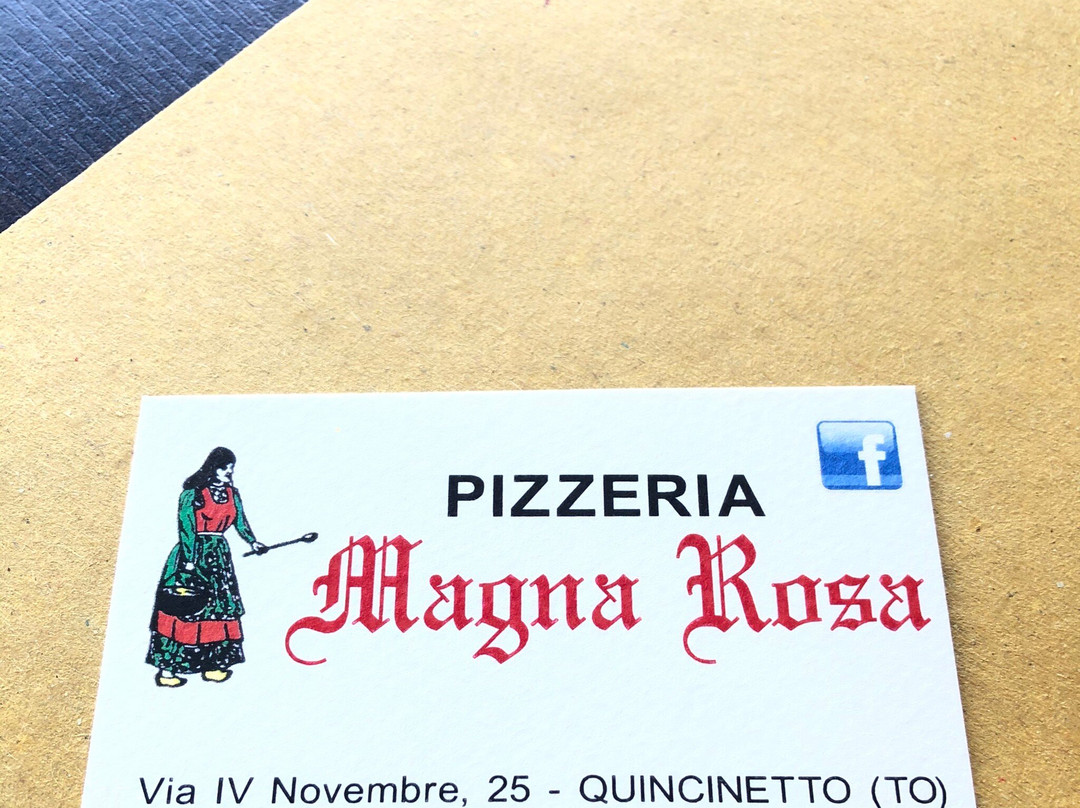 f
PIZZERIA
Magna Rosa
Via IV Novembre, 25 - QUINCINETTO (TO)